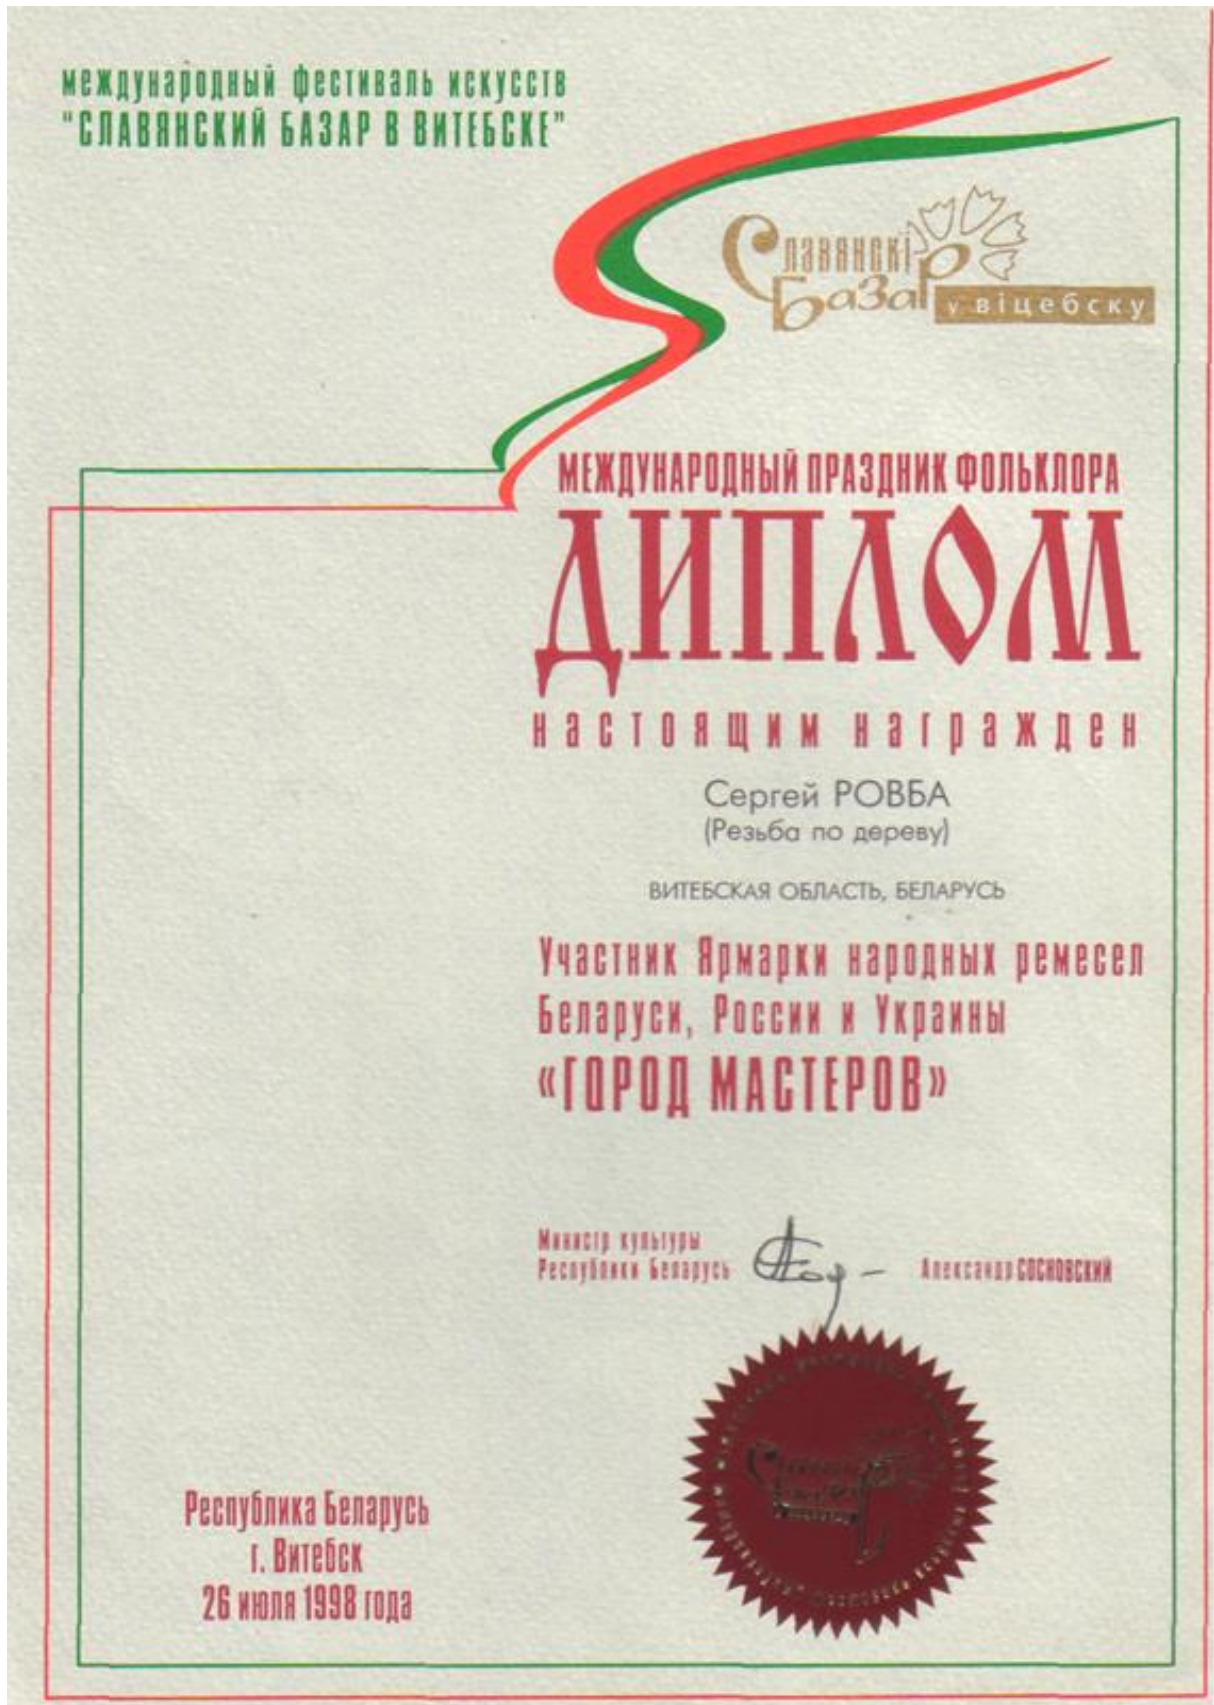 международный фестиваль искусств
"СЛАВЯНСКИЙ БАЗАР В ВИТЕБСКЕ"
Славянскі
Базар
у віцебску
МЕЖДУНАРОДНЫЙ ПРАЗДНИК ФОЛЬКЛОРА
ДИПЛОМ
настоящим награжден
Сергей РОВБА
(Резьба по дереву)
ВИТЕБСКАЯ ОБЛАСТЬ, БЕЛАРУСЬ
Участник Ярмарки народных ремесел
Беларуси, России и Украины
«ГОРОД МАСТЕРОВ»
Министр культуры
Республики Беларусь
Александр СОСНОВСКИЙ
Республика Беларусь
г. Витебск
26 июля 1998 года